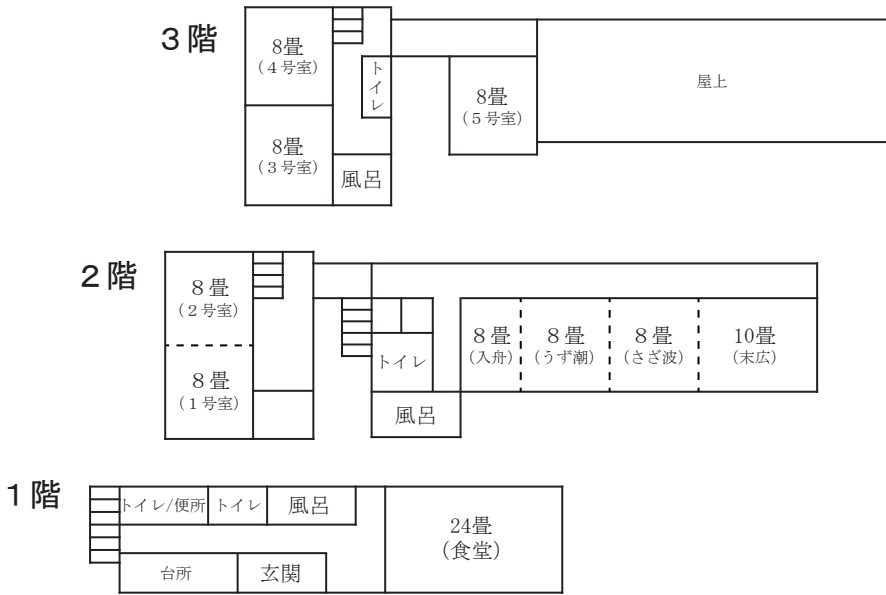 3階
8畳
（4号室）
トイレ
8畳
（5号室）
屋上
8畳
（3号室）
風呂
2階
8畳
（2号室）
8畳
（1号室）
トイレ
風呂
8畳
（入舟）
8畳
（うず潮）
8畳
（さざ波）
10畳
（末広）
1階
トイレ/便所
トイレ
風呂
24畳
（食堂）
台所
玄関